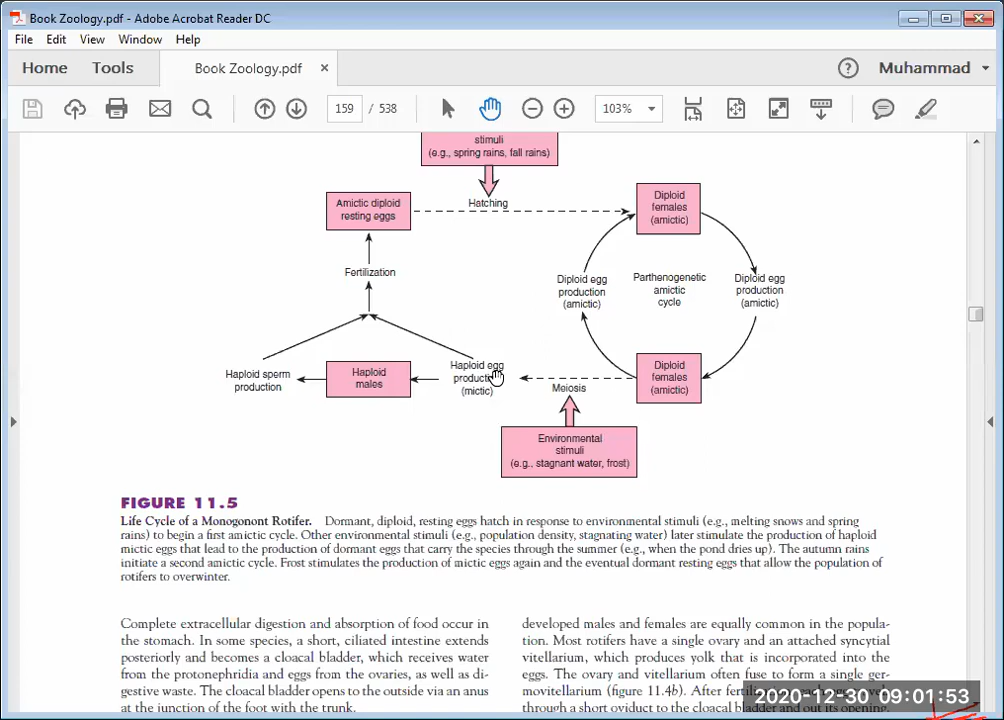 Book Zoology.pdf - Adobe Acrobat Reader DC
File Edit View Window Help
Home Tools Book Zoology.pdf × ? Muhammad
159 / 538 103%
stimuli
(e.g., spring rains, fall rains)
Hatching
Amictic diploid
resting eggs
Diploid
females
(amictic)
Fertilization
Diploid egg
production
(amictic)
Parthenogenetic
amictic
cycle
Diploid egg
production
(amictic)
Haploid sperm
production
Haploid
males
Haploid egg
production
(mictic)
Meiosis
Diploid
females
(amictic)
Environmental
stimuli
(e.g., stagnant water, frost)
FIGURE 11.5
Life Cycle of a Monogonont Rotifer. Dormant, diploid, resting eggs hatch in response to environmental stimuli (e.g., melting snows and spring
rains) to begin a first amictic cycle. Other environmental stimuli (e.g., population density, stagnating water) later stimulate the production of haploid
mictic eggs that lead to the production of dormant eggs that carry the species through the summer (e.g., when the pond dries up). The autumn rains
initiate a second amictic cycle. Frost stimulates the production of mictic eggs again and the eventual dormant resting eggs that allow the population of
rotifers to overwinter.
Complete extracellular digestion and absorption of food occur in
the stomach. In some species, a short, ciliated intestine extends
posteriorly and becomes a cloacal bladder, which receives water
from the protonephridia and eggs from the ovaries, as well as di-
gestive waste. The cloacal bladder opens to the outside via an anus
at the junction of the foot with the trunk.
developed males and females are equally common in the popula-
tion. Most rotifers have a single ovary and an attached syncytial
vitellarium, which produces yolk that is incorporated into the
eggs. The ovary and vitellarium often fuse to form a single ger-
movitellarium (figure 11.4b). After
through a short oviduct to the cloacal
2020-12-30 09:01:53